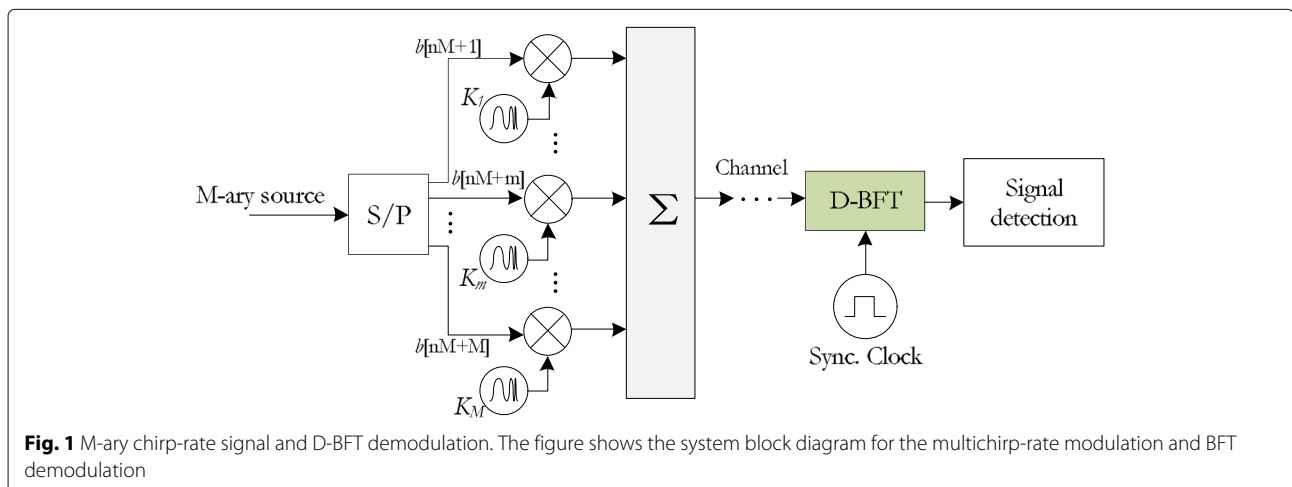 b[nM+1]
K1
b[nM+m]
M-ary source
S/P
Km
b[nM+M]
KM
Σ
Channel
D-BFT
Signal
detection
Sync. Clock
Fig. 1 M-ary chirp-rate signal and D-BFT demodulation. The figure shows the system block diagram for the multichirp-rate modulation and BFT
demodulation